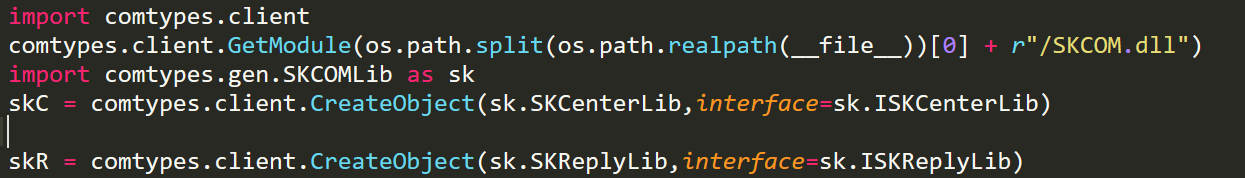 import comtypes.client
comtypes.client.GetModule(os.path.split(os.path.realpath(__file__))[0] + r"/SKCOM.dll")
import comtypes.gen.SKCOMLib as sk
skC = comtypes.client.CreateObject(sk.SKCenterLib,interface=sk.ISKCenterLib)
skR = comtypes.client.CreateObject(sk.SKReplyLib,interface=sk.ISKReplyLib)